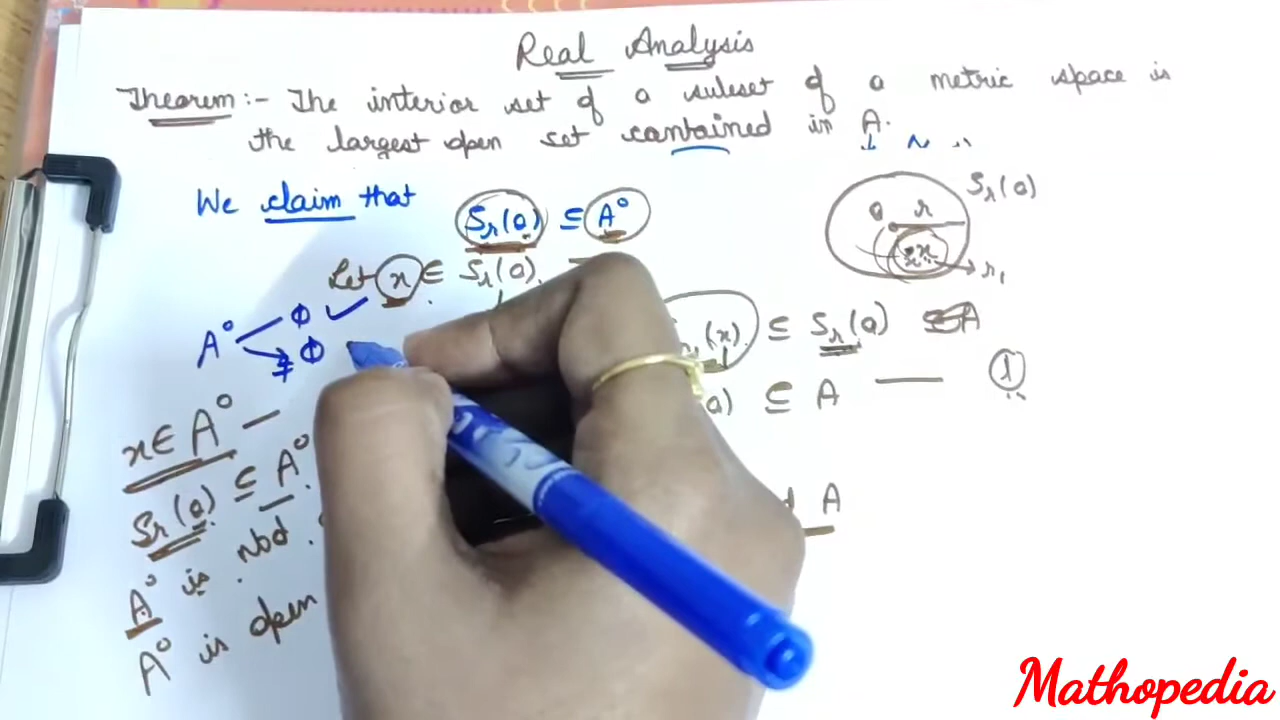 Real Analysis
Theorem:- The interior set of a subset of a metric space is
the largest open set contained in A.
We claim that
Sr(a) ⊆ A°
Sr(a)
a r
x
r₁
Let x ∈ Sr(a)
A° φ ✓
≠ φ
(x) ⊆ Sr(a) ⊆ A
(a) ⊆ A — ①
x ∈ A° —
Sr(a) ⊆ A°
A
A° is nbd.
A° is open
Mathopedia